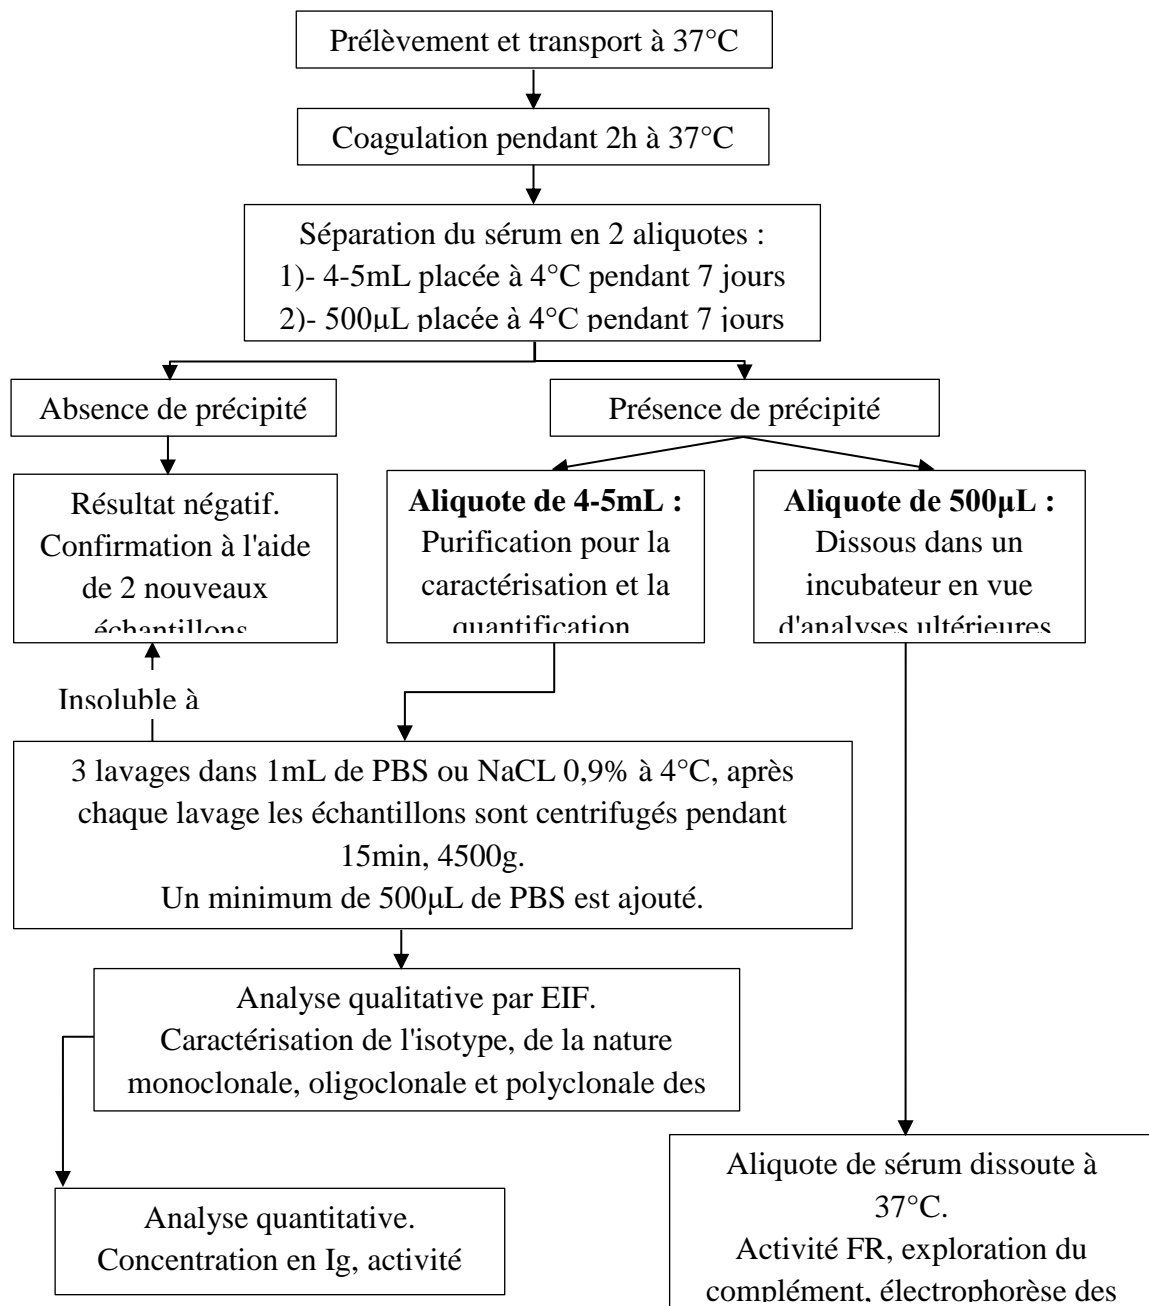 Prélèvement et transport à 37°C
Coagulation pendant 2h à 37°C
Séparation du sérum en 2 aliquotes :
1)- 4-5mL placée à 4°C pendant 7 jours
2)- 500µL placée à 4°C pendant 7 jours
Absence de précipité
Présence de précipité
Résultat négatif.
Confirmation à l'aide
de 2 nouveaux
échantillons
Aliquote de 4-5mL :
Purification pour la
caractérisation et la
quantification
Aliquote de 500µL :
Dissous dans un
incubateur en vue
d'analyses ultérieures
Insoluble à
3 lavages dans 1mL de PBS ou NaCL 0,9% à 4°C, après
chaque lavage les échantillons sont centrifugés pendant
15min, 4500g.
Un minimum de 500µL de PBS est ajouté.
Analyse qualitative par EIF.
Caractérisation de l'isotype, de la nature
monoclonale, oligoclonale et polyclonale des
Analyse quantitative.
Concentration en Ig, activité
Aliquote de sérum dissoute à
37°C.
Activité FR, exploration du
complément, électrophorèse des